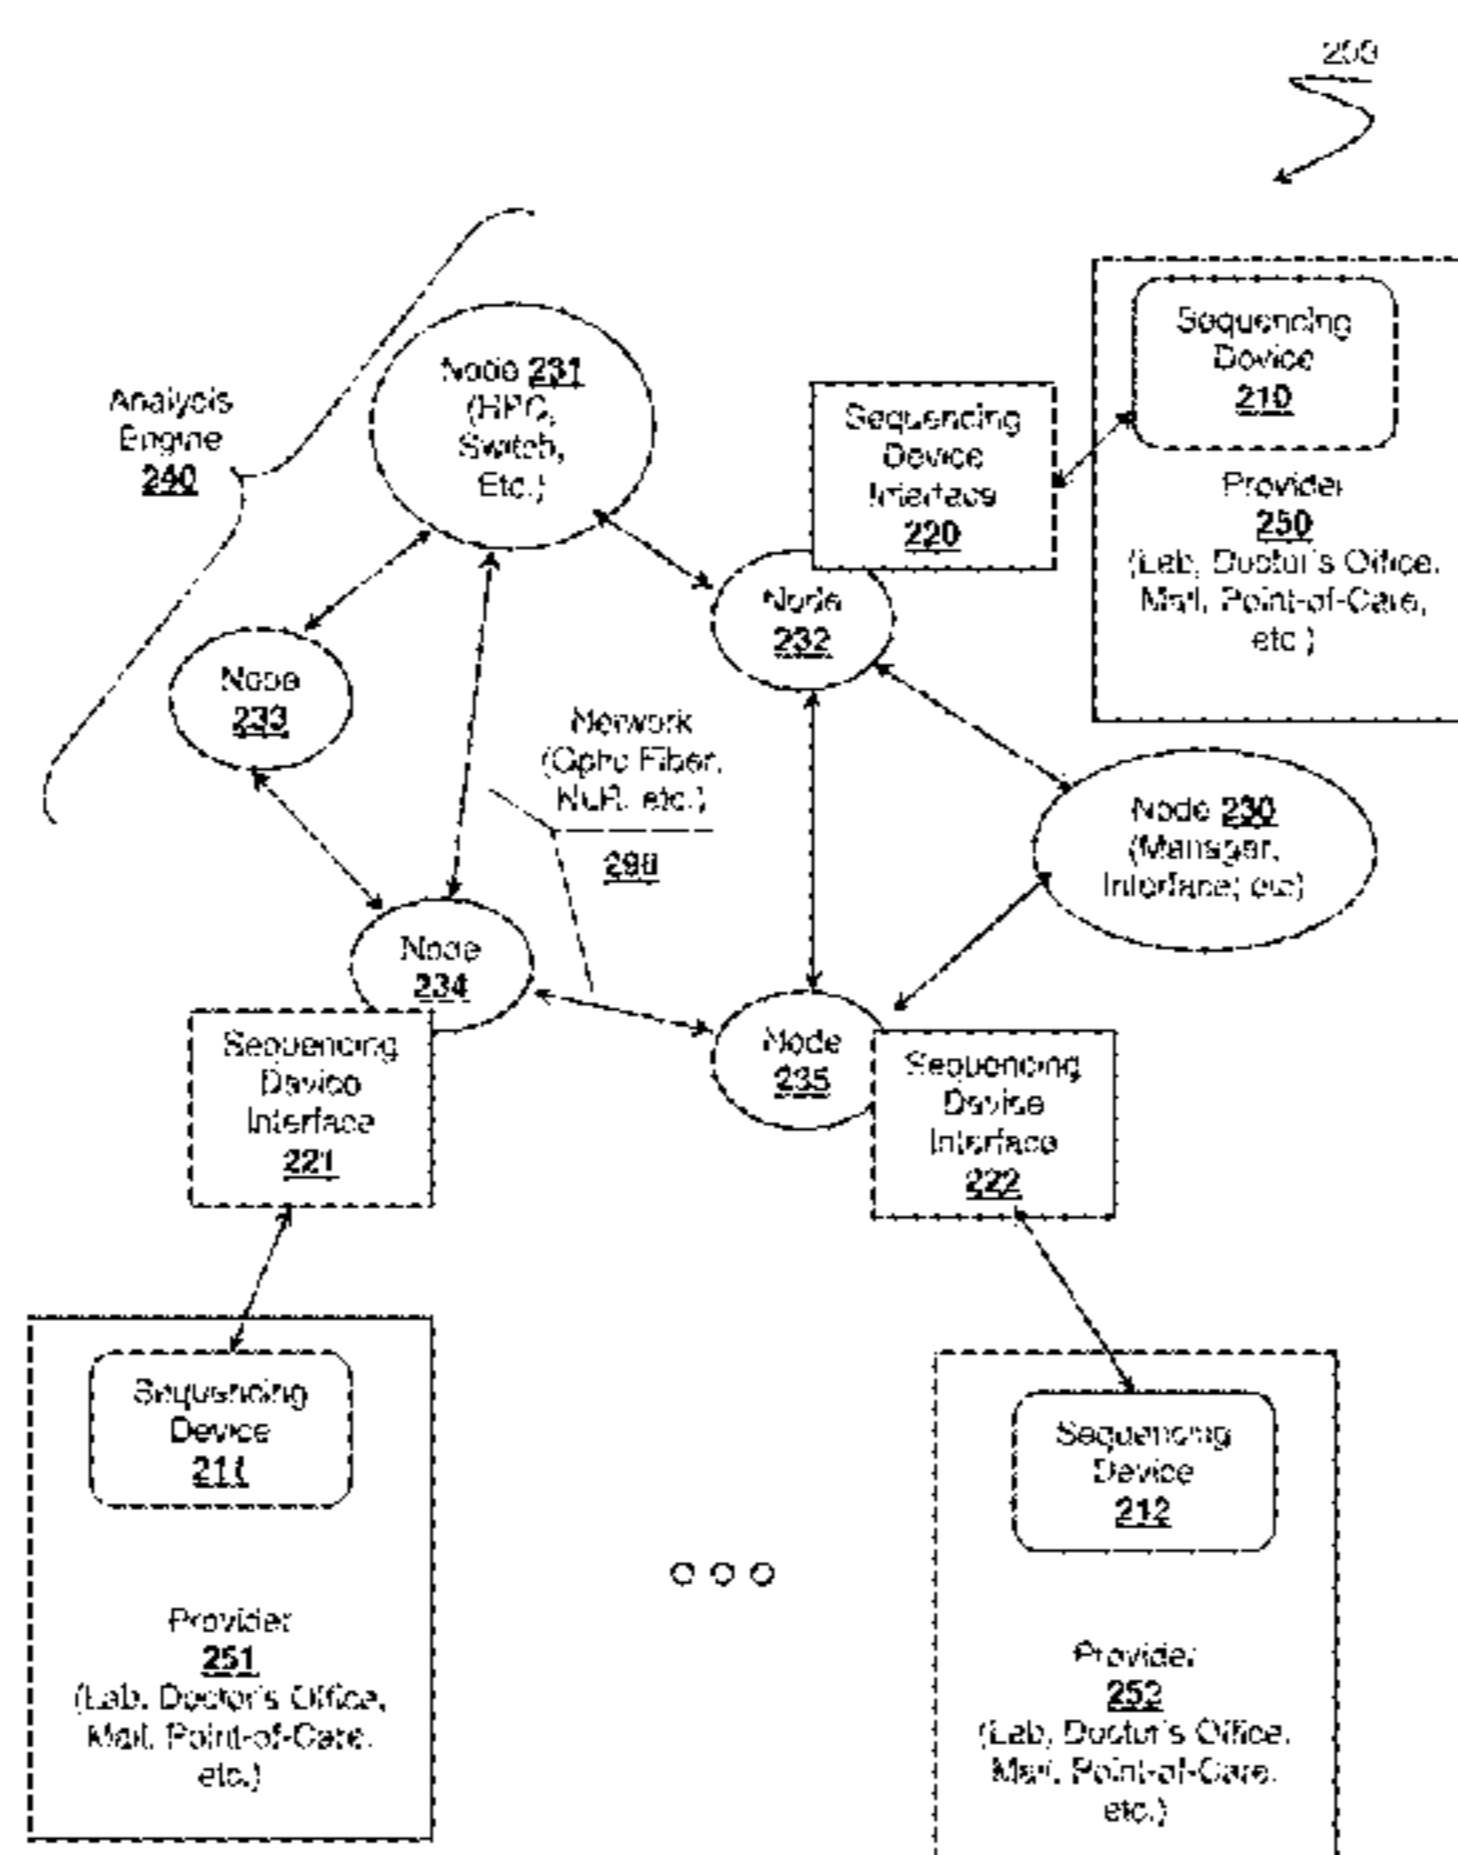 Sequencing
Device
210
Provider
250
(Lab, Doctor's Office,
Mail, Point-of-Care,
etc.)
Node 231
(HPC,
Switch,
Etc.)
Analysis
Engine
240
Sequencing
Device
Interface
220
Node
232
Node
233
Network
(Optic Fiber,
etc.)
Node 230
(Manager,
Interface, etc)
Node
234
Sequencing
Device
Interface
221
Node
235
Sequencing
Device
Interface
222
Sequencing
Device
211
Provider
251
(Lab, Doctor's Office,
Mail, Point-of-Care,
etc.)
Sequencing
Device
212
Provider
252
(Lab, Doctor's Office,
Mail, Point-of-Care,
etc.)